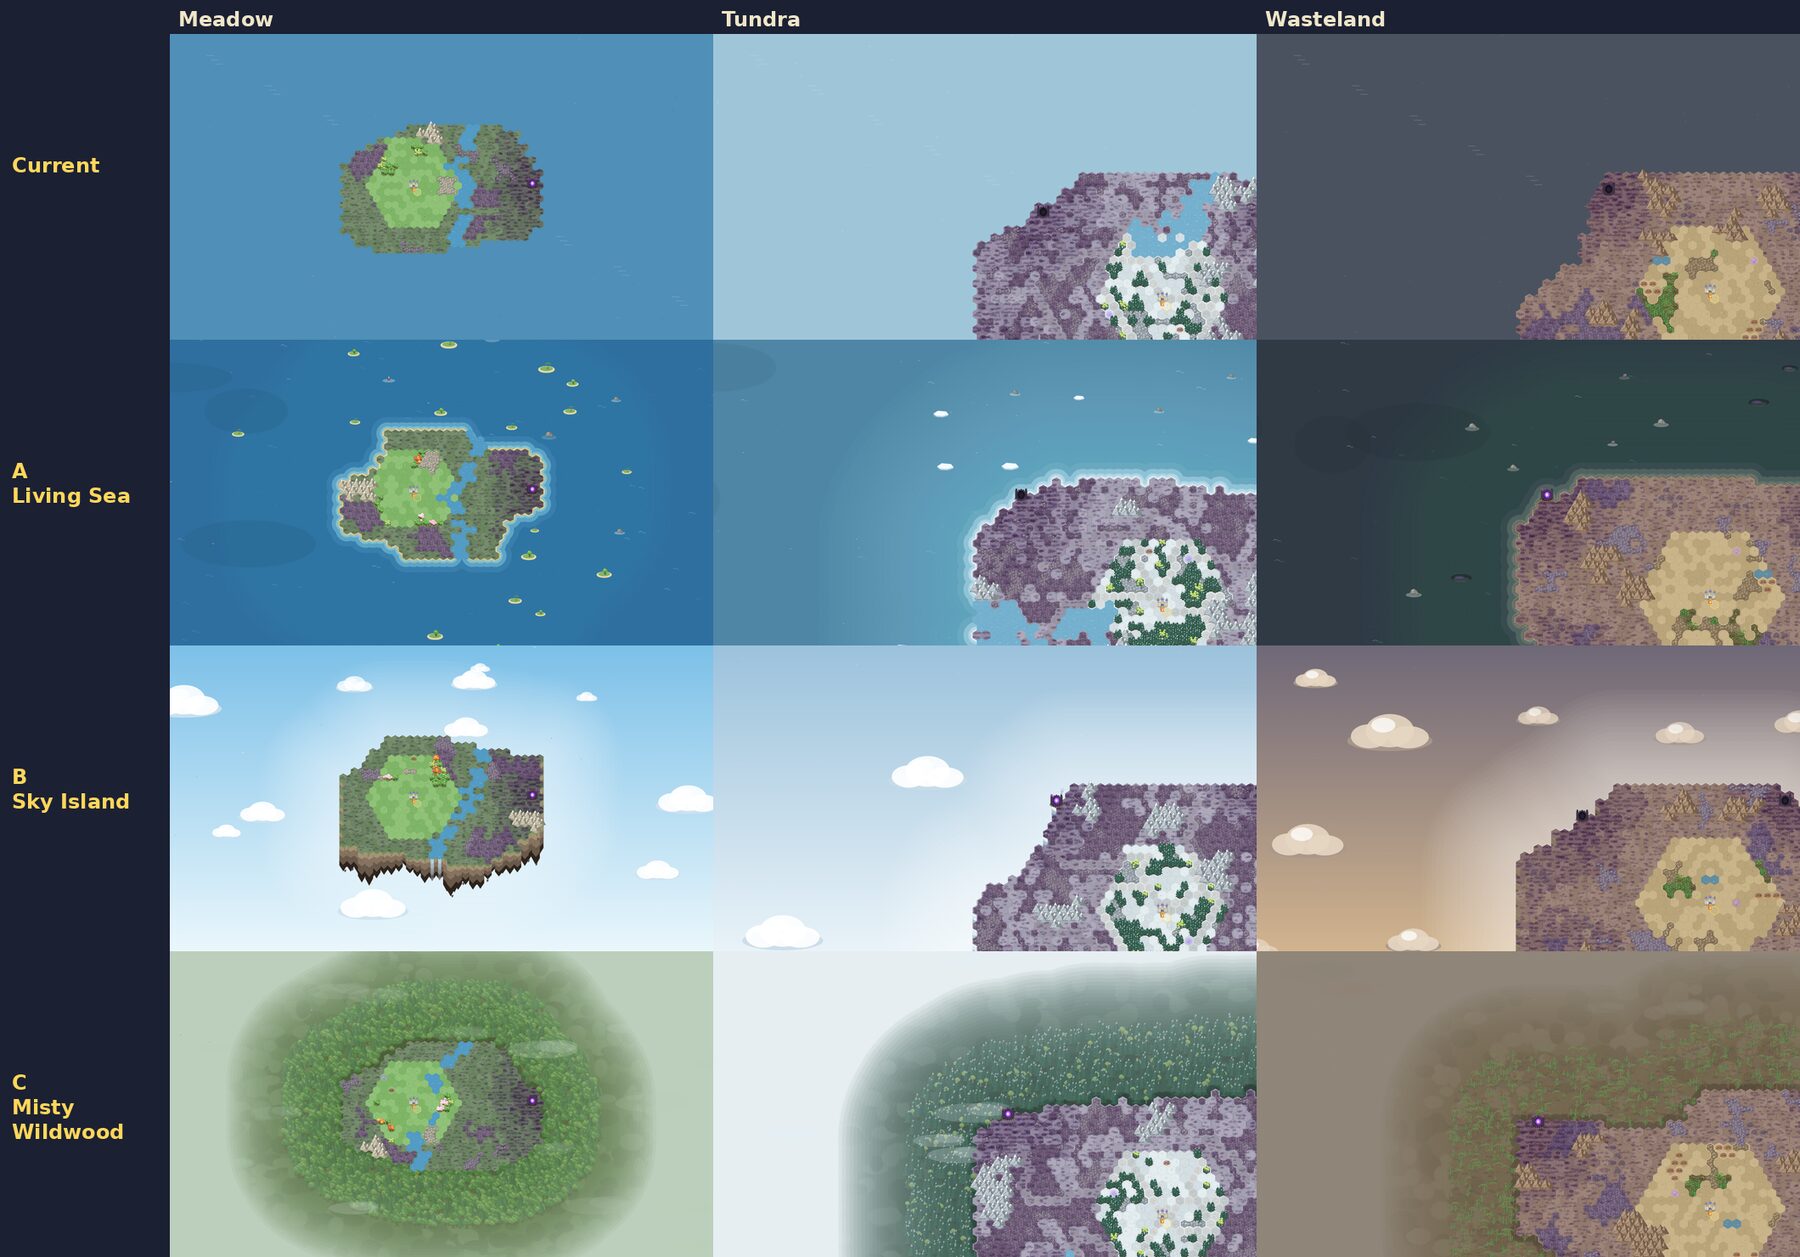 Meadow
Tundra
Wasteland
Current
A
Living Sea
B
Sky Island
C
Misty
Wildwood